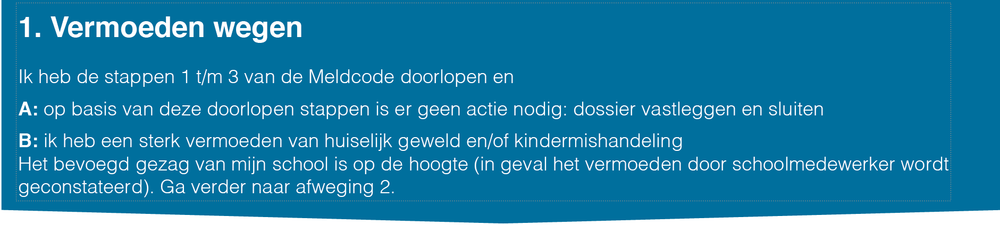 1. Vermoeden wegen
Ik heb de stappen 1 t/m 3 van de Meldcode doorlopen en
A: op basis van deze doorlopen stappen is er geen actie nodig: dossier vastleggen en sluiten
B: ik heb een sterk vermoeden van huiselijk geweld en/of kindermishandeling
Het bevoegd gezag van mijn school is op de hoogte (in geval het vermoeden door schoolmedewerker wordt
geconstateerd). Ga verder naar afweging 2.